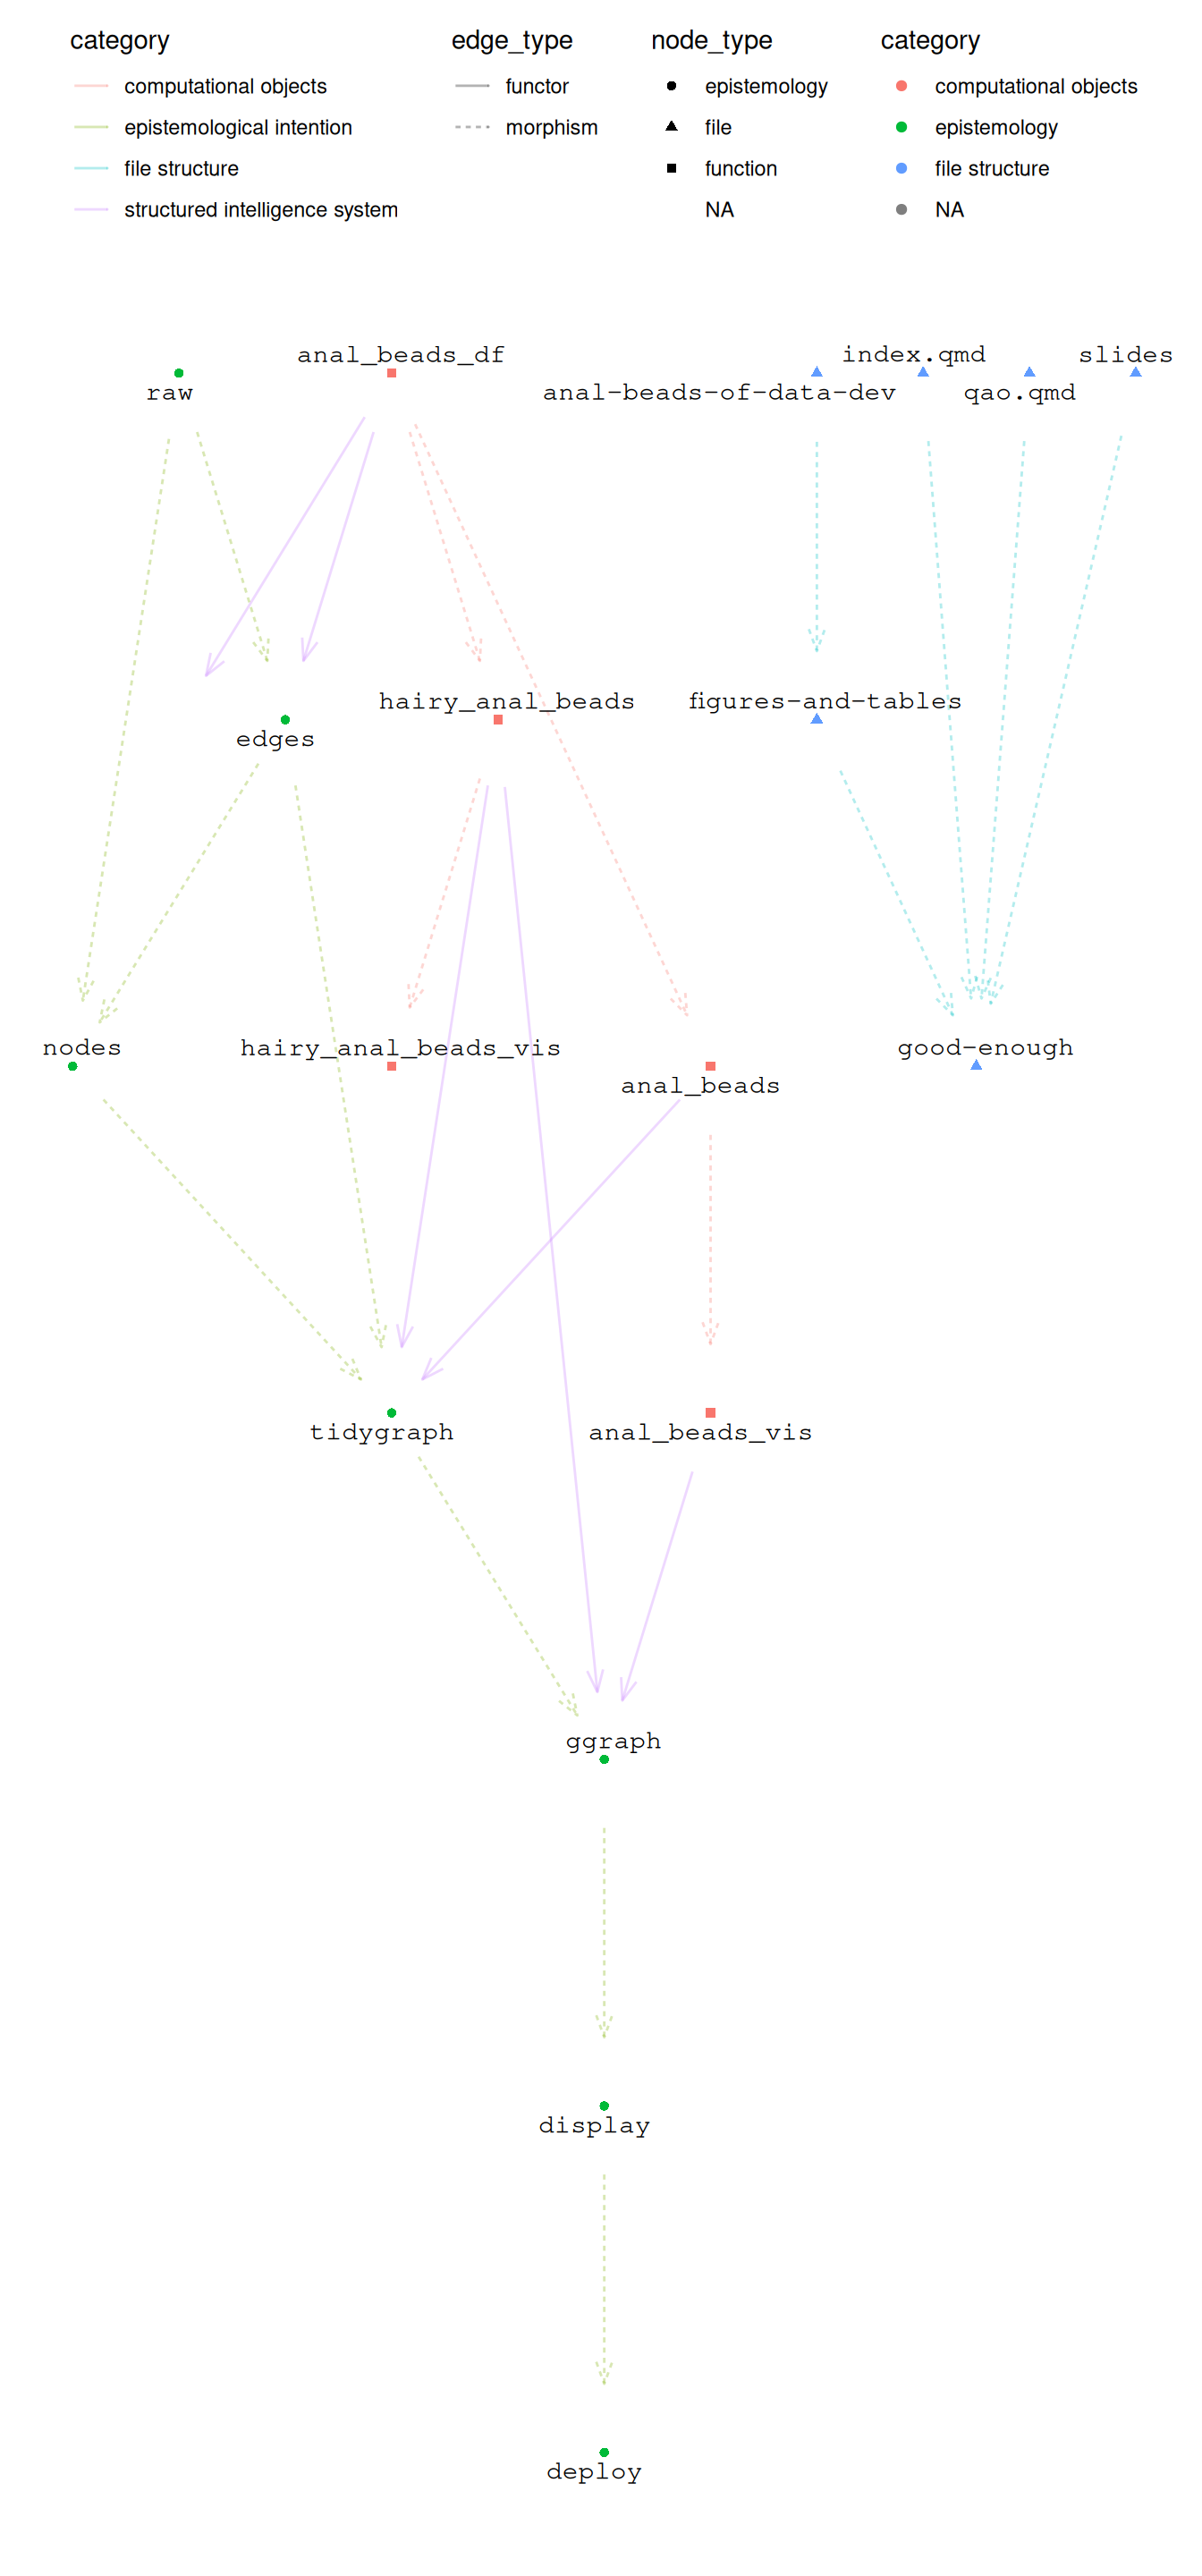 category edge_type node_type category
computational objects functor epistemology computational objects
epistemological intention morphism file epistemology
file structure function file structure
structured intelligence system NA NA
anal_beads_df index.qmd slides
raw anal-beads-of-data-dev qao.qmd
hairy_anal_beads figures-and-tables
edges
nodes hairy_anal_beads_vis good-enough
anal_beads
tidygraph anal_beads_vis
ggraph
display
deploy